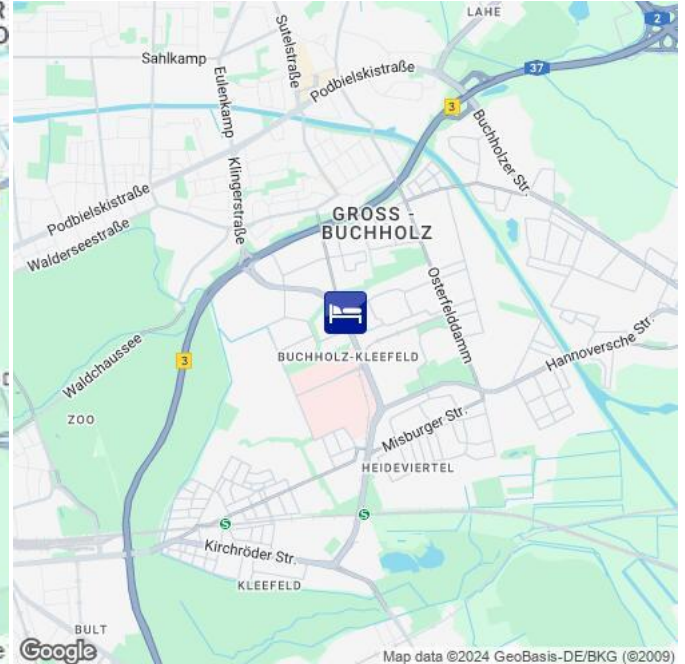 R
LAHE
2
Sutelstraße
Sahlkamp
37
Podbielskistraße
Eulenkamp
3
Buchholzer Str.
Klingerstraße
Podbielskistraße
GROSS -
BUCHHOLZ
Walderseestraße
Osterfelddamm
Hannoversche Str.
BUCHHOLZ-KLEEFELD
3
Waldchaussee
ZOO
Misburger Str.
HEIDEVIERTEL
S
S
Kirchröder Str.
KLEEFELD
BULT
Google
Map data ©2024 GeoBasis-DE/BKG (©2009)